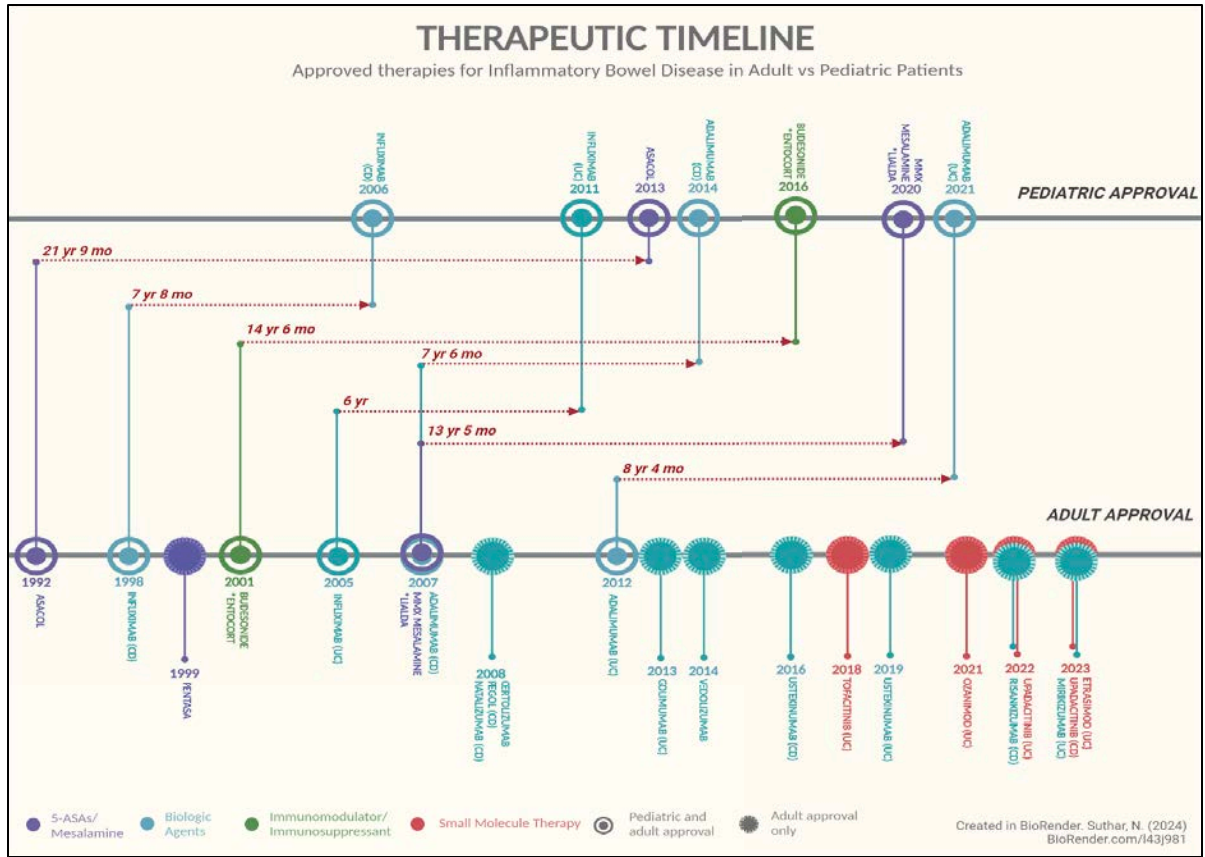 THERAPEUTIC TIMELINE
Approved therapies for Inflammatory Bowel Disease in Adult vs Pediatric Patients
INFLIXIMAB
(CD)
2006
INFLIXIMAB
(UC)
2011
ASACOL
2013
ADALIMUMAB
(CD)
2014
BUDESONIDE
*ENTOCORT
2016
MMX
MESALAMINE
*LIALDA
2020
ADALIMUMAB
(UC)
2021
PEDIATRIC APPROVAL
21 yr 9 mo
7 yr 8 mo
14 yr 6 mo
7 yr 6 mo
6 yr
13 yr 5 mo
8 yr 4 mo
ADULT APPROVAL
1992
ASACOL
1998
INFLIXIMAB (CD)
1999
PENTASA
2001
BUDESONIDE
*ENTOCORT
2005
INFLIXIMAB (UC)
2007
ADALIMUMAB (CD)
MMX MESALAMINE
*LIALDA
2008
CERTOLIZUMAB
PEGOL (CD)
NATALIZUMAB (CD)
2012
ADALIMUMAB (UC)
2013
GOLIMUMAB (UC)
2014
VEDOLIZUMAB
2016
USTEKINUMAB (CD)
2018
TOFACITINIB (UC)
2019
USTEKINUMAB (UC)
2021
OZANIMOD (UC)
2022
UPADACITINIB (UC)
RISANKIZUMAB (CD)
2023
ETRASIMOD (UC)
UPADACITINIB (CD)
MIRIKIZUMAB (UC)
5-ASAs/
Mesalamine
Biologic
Agents
Immunomodulator/
Immunosuppressant
Small Molecule Therapy
Pediatric and
adult approval
Adult approval
only
Created in BioRender. Suthar, N. (2024)
BioRender.com/l43j981